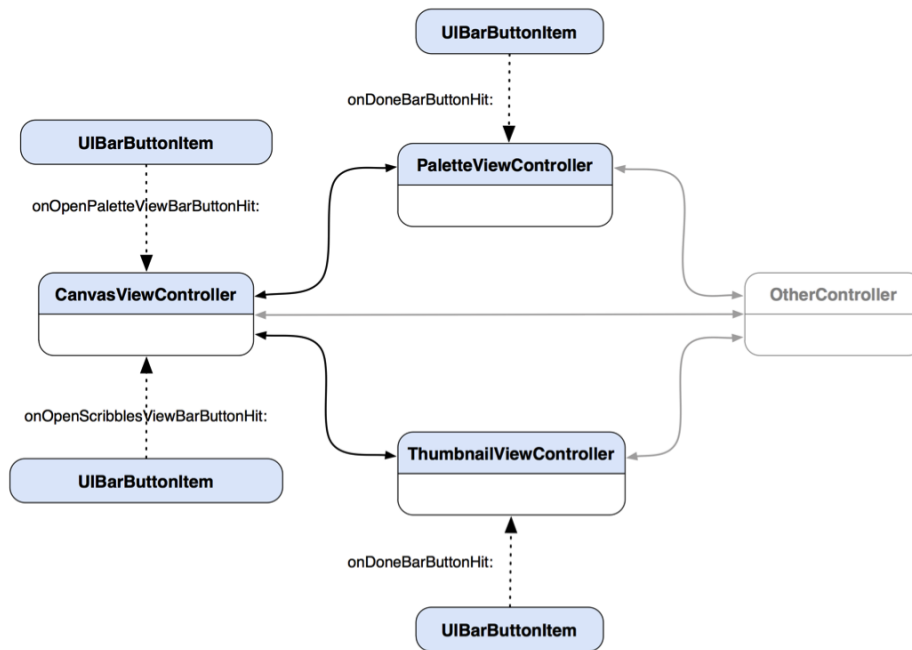 UIBarButtonItem
onDoneBarButtonHit:
UIBarButtonItem
PaletteViewController
onOpenPaletteViewBarButtonHit:
CanvasViewController
OtherController
onOpenScribblesViewBarButtonHit:
ThumbnailViewController
UIBarButtonItem
onDoneBarButtonHit:
UIBarButtonItem